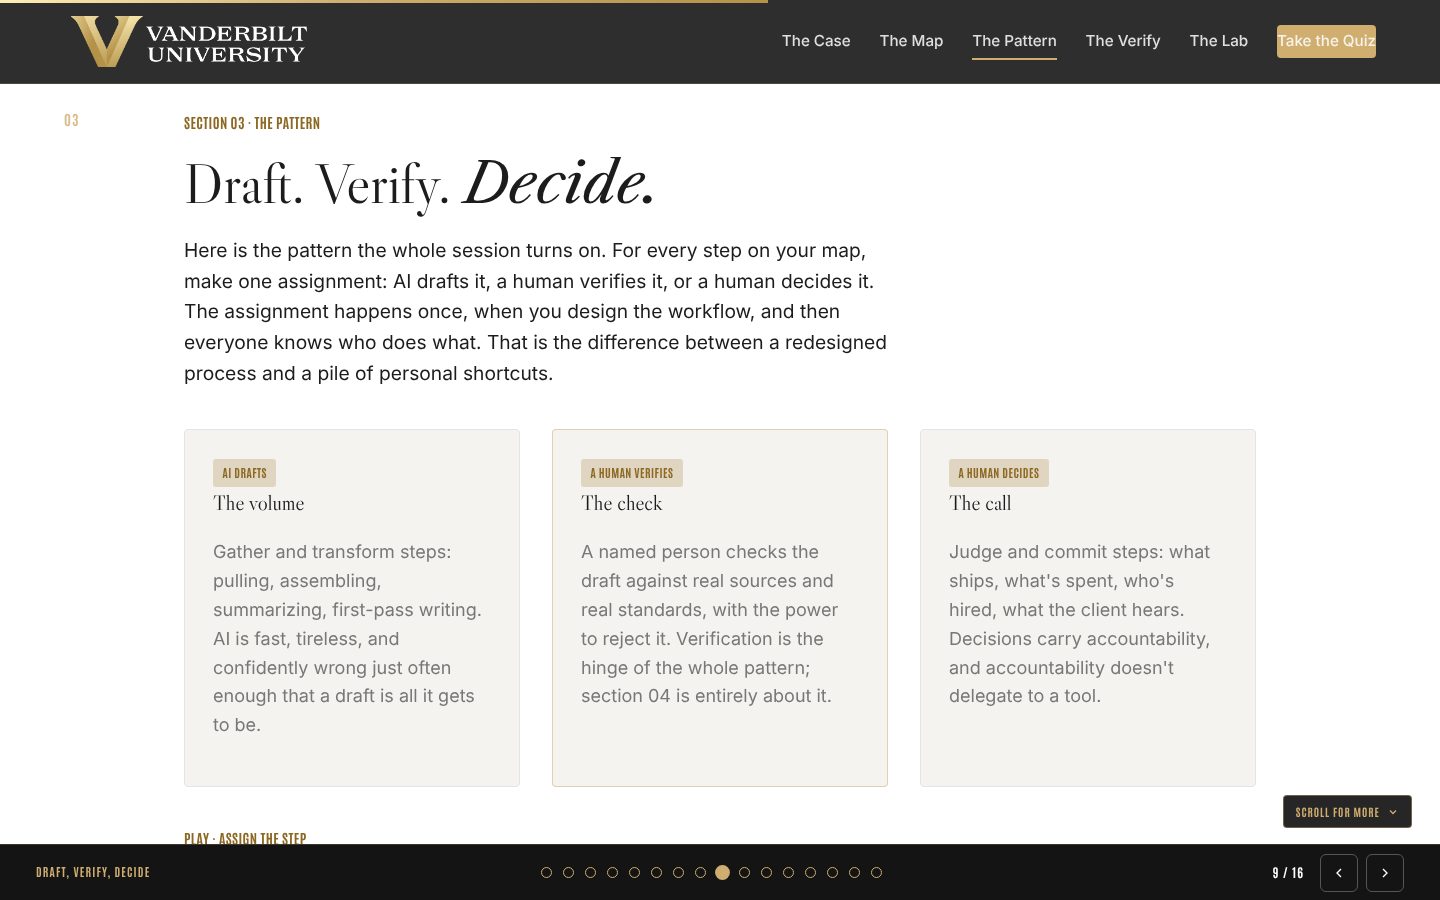 VANDERBILT
UNIVERSITY
The Case
The Map
The Pattern
The Verify
The Lab
Take the Quiz
03
SECTION 03 · THE PATTERN
Draft. Verify. Decide.
Here is the pattern the whole session turns on. For every step on your map,
make one assignment: AI drafts it, a human verifies it, or a human decides it.
The assignment happens once, when you design the workflow, and then
everyone knows who does what. That is the difference between a redesigned
process and a pile of personal shortcuts.
AI DRAFTS
The volume
Gather and transform steps:
pulling, assembling,
summarizing, first-pass writing.
AI is fast, tireless, and
confidently wrong just often
enough that a draft is all it gets
to be.
A HUMAN VERIFIES
The check
A named person checks the
draft against real sources and
real standards, with the power
to reject it. Verification is the
hinge of the whole pattern;
section 04 is entirely about it.
A HUMAN DECIDES
The call
Judge and commit steps: what
ships, what's spent, who's
hired, what the client hears.
Decisions carry accountability,
and accountability doesn't
delegate to a tool.
SCROLL FOR MORE
PLAY · ASSIGN THE STEP
DRAFT, VERIFY, DECIDE
9 / 16